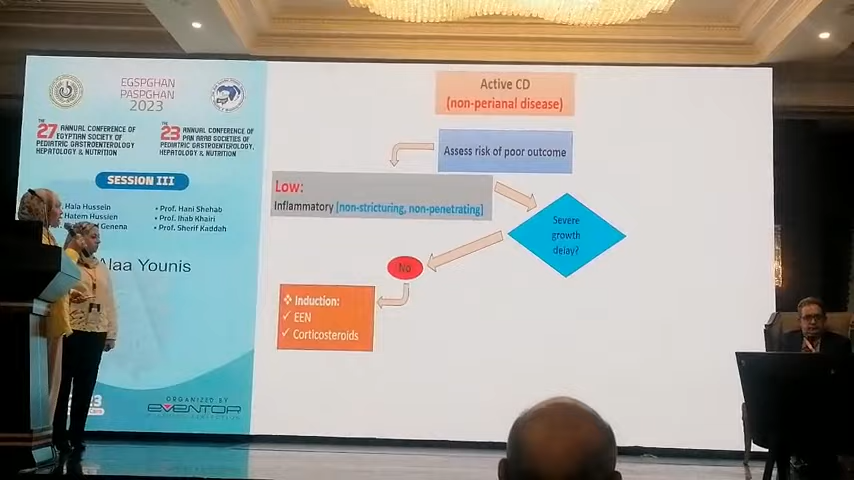 EGSPGHAN
PASPGHAN
2023
THE
27 ANNUAL CONFERENCE OF
EGYPTIAN SOCIETY OF
PEDIATRIC GASTROENTEROLOGY
HEPATOLOGY & NUTRITION
THE
23 ANNUAL CONFERENCE OF
PAN ARAB SOCIETIES OF
PEDIATRIC GASTROENTEROLOGY,
HEPATOLOGY & NUTRITION
SESSION III
Hala Hussein
Hatem Hussein
Genena
• Prof. Hani Shehab
• Prof. Ihab Khairi
• Prof. Sherif Kaddah
Alaa Younis
ORGANIZED BY
EVENTOR
Active CD
(non-perianal disease)
Assess risk of poor outcome
Low:
Inflammatory [non-stricturing, non-penetrating]
Severe
growth
delay?
No
❖ Induction:
✓ EEN
✓ Corticosteroids